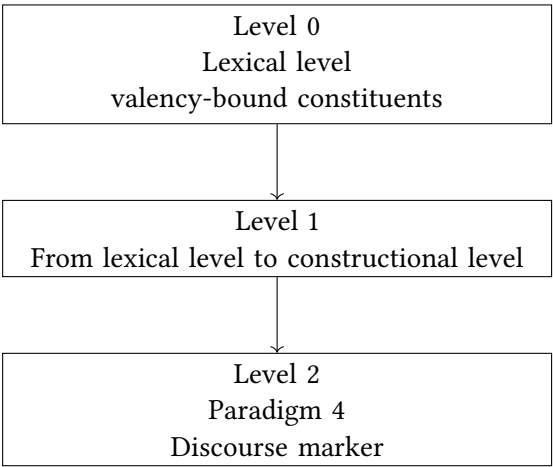 Level 0
Lexical level
valency-bound constituents
Level 1
From lexical level to constructional level
Level 2
Paradigm 4
Discourse marker